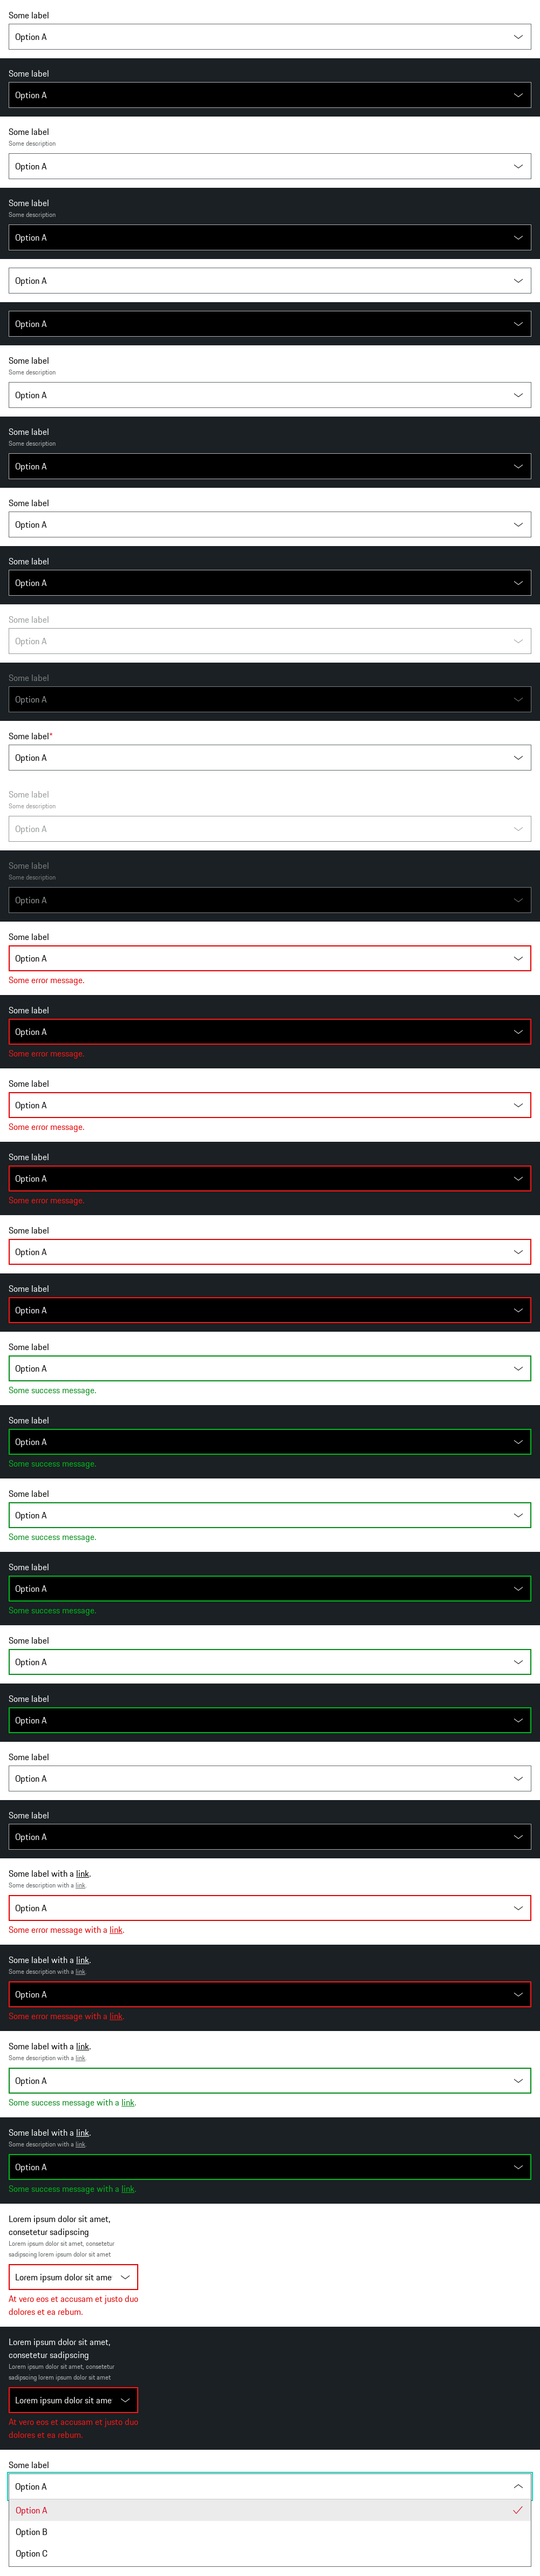 Some label
Option A
Some label
Option A
Some label
Some description
Option A
Some label
Some description
Option A
Option A
Option A
Some label
Some description
Option A
Some label
Some description
Option A
Some label
Option A
Some label
Option A
Some label
Option A
Some label
Option A
Some label*
Option A
Some label
Some description
Option A
Some label
Some description
Option A
Some label
Option A
Some error message.
Some label
Option A
Some error message.
Some label
Option A
Some error message.
Some label
Option A
Some error message.
Some label
Option A
Some label
Option A
Some label
Option A
Some success message.
Some label
Option A
Some success message.
Some label
Option A
Some success message.
Some label
Option A
Some success message.
Some label
Option A
Some label
Option A
Some label
Option A
Some label
Option A
Some label with a link.
Some description with a link.
Option A
Some error message with a link.
Some label with a link.
Some description with a link.
Option A
Some error message with a link.
Some label with a link.
Some description with a link.
Option A
Some success message with a link.
Some label with a link.
Some description with a link.
Option A
Some success message with a link.
Lorem ipsum dolor sit amet,
consetetur sadipscing
Lorem ipsum dolor sit amet, consetetur
sadipscing lorem ipsum dolor sit amet
Lorem ipsum dolor sit ame
At vero eos et accusam et justo duo
dolores et ea rebum.
Lorem ipsum dolor sit amet,
consetetur sadipscing
Lorem ipsum dolor sit amet, consetetur
sadipscing lorem ipsum dolor sit amet
Lorem ipsum dolor sit ame
At vero eos et accusam et justo duo
dolores et ea rebum.
Some label
Option A
Option A
Option B
Option C